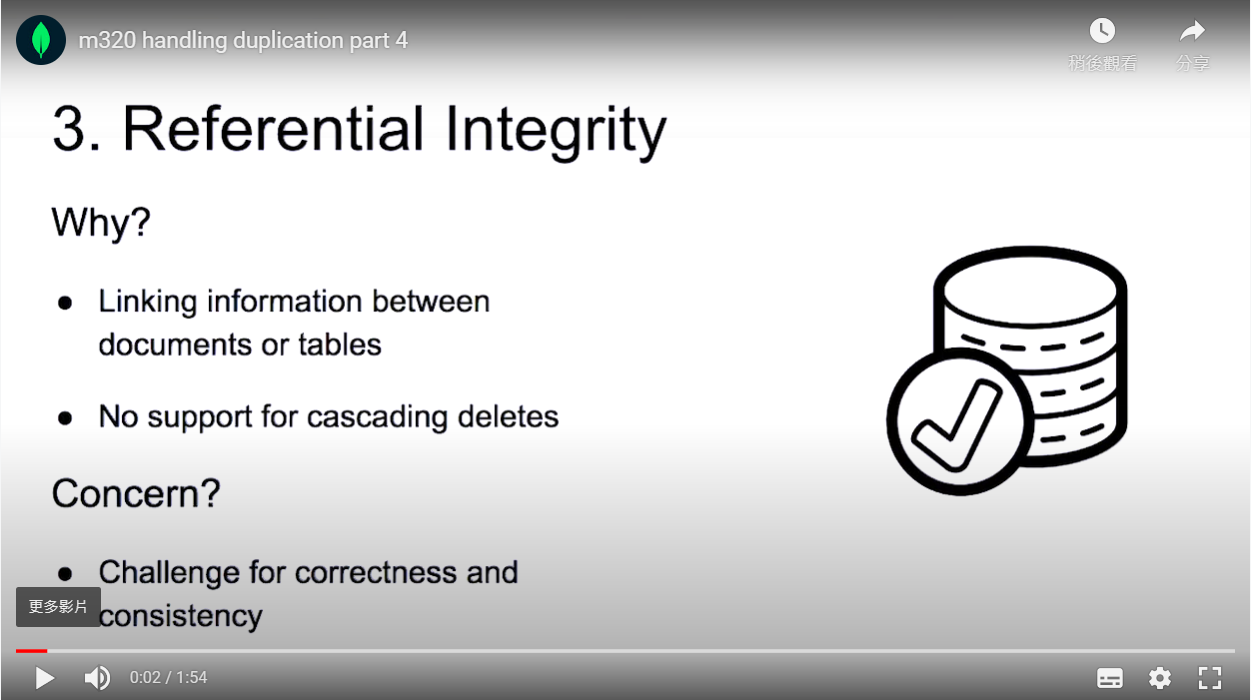 m320 handling duplication part 4
稍後觀看
分享
3. Referential Integrity
Why?
● Linking information between
documents or tables
● No support for cascading deletes
Concern?
● Challenge for correctness and
consistency
更多影片
0:02 / 1:54